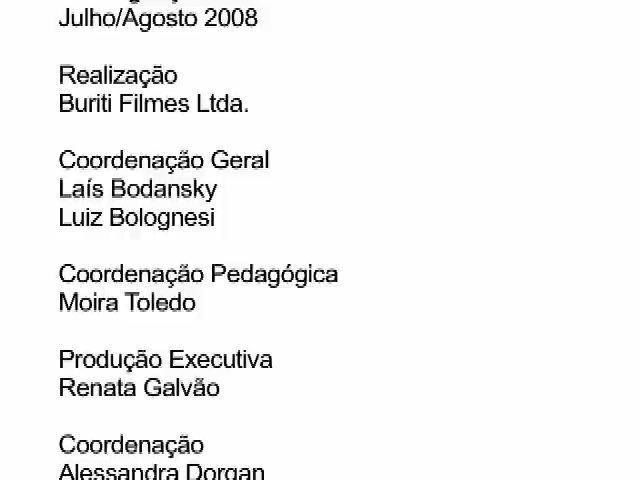 Julho/Agosto 2008
Realização
Buriti Filmes Ltda.
Coordenação Geral
Laís Bodansky
Luiz Bolognesi
Coordenação Pedagógica
Moira Toledo
Produção Executiva
Renata Galvão
Coordenação
Alessandra Dorgan